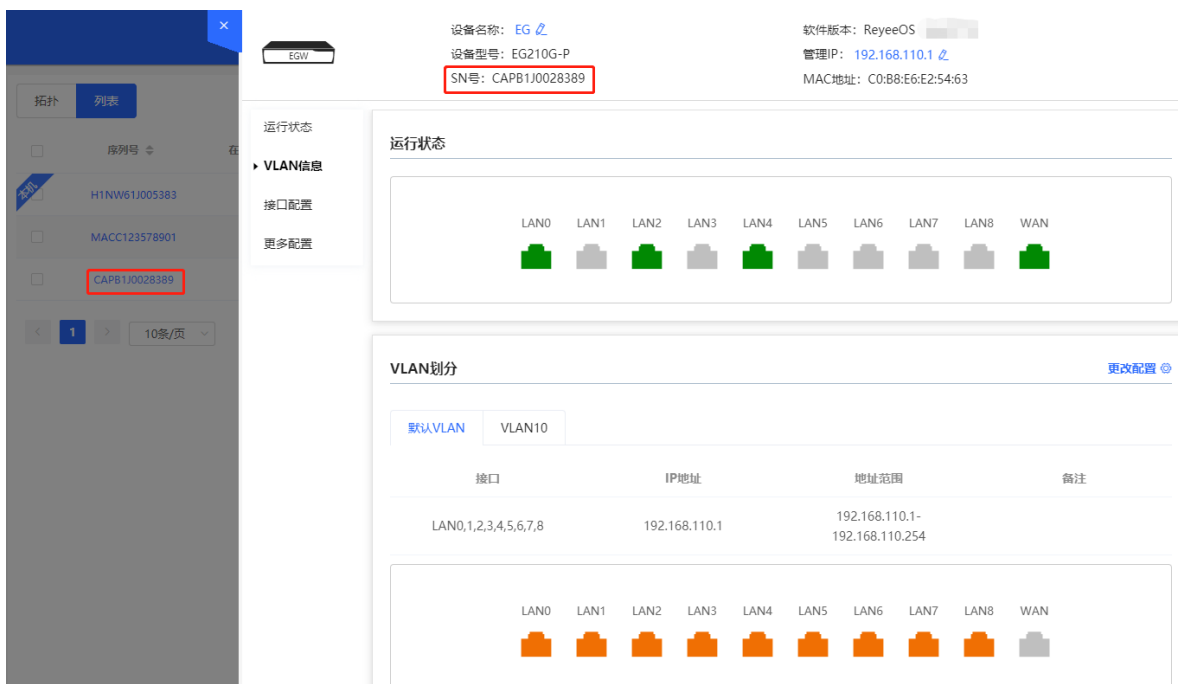 ×
拓扑 列表
序列号 在
本机
H1NW61J005383
MACC123578901
CAPB1J0028389
< 1 > 10条/页
EGW
设备名称： EG
设备型号：EG210G-P
SN号：CAPB1J0028389
软件版本：ReyeeOS
管理IP： 192.168.110.1
MAC地址：C0:B8:E6:E2:54:63
运行状态
VLAN信息
接口配置
更多配置
运行状态
LAN0 LAN1 LAN2 LAN3 LAN4 LAN5 LAN6 LAN7 LAN8 WAN
VLAN划分 更改配置
默认VLAN VLAN10
接口 IP地址 地址范围 备注
LAN0,1,2,3,4,5,6,7,8 192.168.110.1 192.168.110.1-
192.168.110.254
LAN0 LAN1 LAN2 LAN3 LAN4 LAN5 LAN6 LAN7 LAN8 WAN